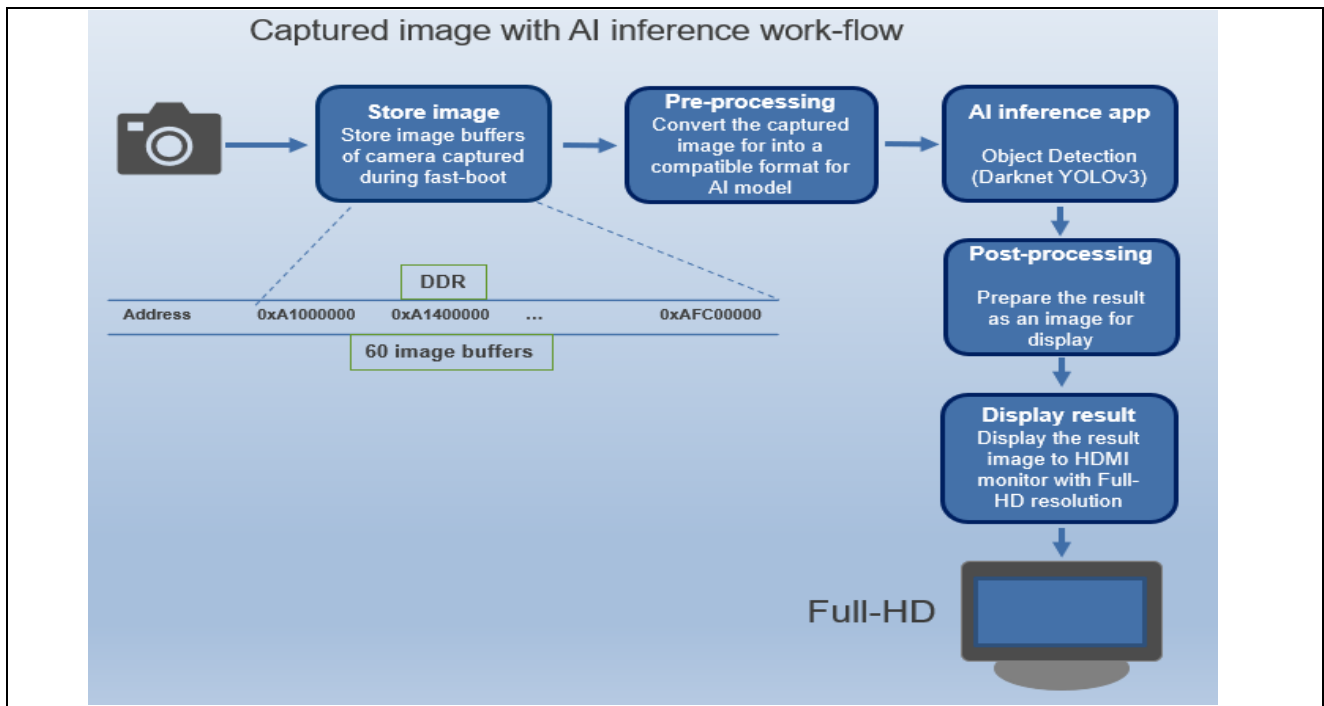 Captured image with AI inference work-flow
Store image
Store image buffers
of camera captured
during fast-boot
Pre-processing
Convert the captured
image for into a
compatible format for
AI model
AI inference app
Object Detection
(Darknet YOLOv3)
Post-processing
Prepare the result
as an image for
display
DDR
Address 0xA1000000 0xA1400000 ... 0xAFC00000
60 image buffers
Display result
Display the result
image to HDMI
monitor with Full-
HD resolution
Full-HD